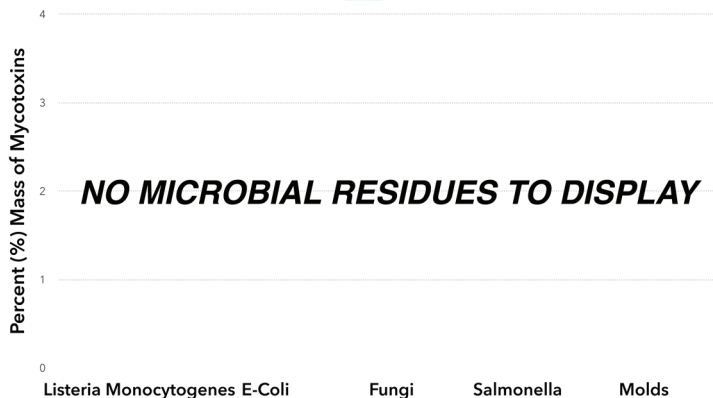 4
Percent (%) Mass of Mycotoxins
3
2
NO MICROBIAL RESIDUES TO DISPLAY
1
0
Listeria Monocytogenes E-Coli Fungi Salmonella Molds